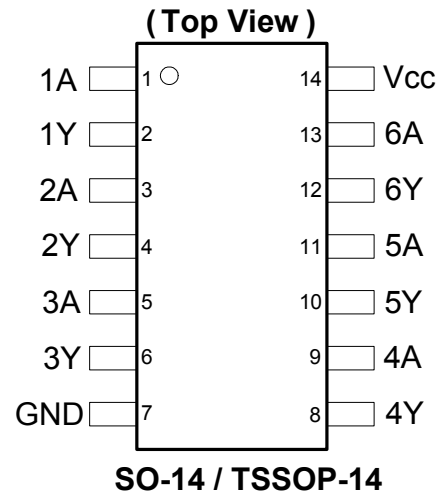 ( Top View )
1A 1 14 Vcc
1Y 2 13 6A
2A 3 12 6Y
2Y 4 11 5A
3A 5 10 5Y
3Y 6 9 4A
GND 7 8 4Y
SO-14 / TSSOP-14